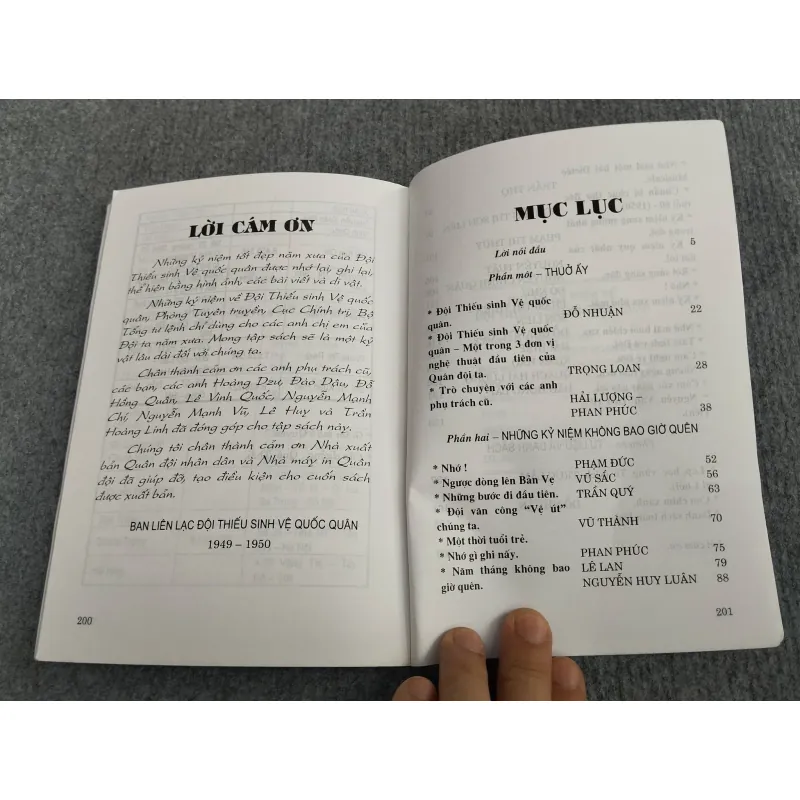 LỜI CÁM ƠN
Những kỷ niệm tốt đẹp năm xưa của Đội
Thiếu sinh Vệ quốc quân được nhớ lại, ghi lại,
thể hiện bằng hình ảnh, các bài viết và di vật.
Những kỷ niệm về Đội Thiếu sinh Vệ quốc
quân, Phòng Tuyên truyền, Cục Chính trị, Bộ
Tổng tư lệnh chỉ dùng cho các anh chị em của
Đội ta năm xưa. Mong tập sách sẽ là một kỷ
vật lâu dài đối với chúng ta.
Chân thành cám ơn các anh phụ trách cũ,
các bạn, các anh Hoàng Dzự, Đào Dậu, Đỗ
Hồng Quân, Lê Vinh Quốc, Nguyễn Mạnh
Chí, Nguyễn Mạnh Vũ, Lê Huy và Trần
Hoàng Linh đã đóng góp cho tập sách này.
Chúng tôi chân thành cám ơn Nhà xuất
bản Quân đội nhân dân và Nhà máy in Quân
đội đã giúp đỡ, tạo điều kiện cho cuốn sách
được xuất bản.
BAN LIÊN LẠC ĐỘI THIẾU SINH VỆ QUỐC QUÂN
1949 – 1950
200
MỤC LỤC
Lời nói đầu 5
Phần một – THUỞ ẤY
* Đội Thiếu sinh Vệ quốc
quân. ĐỖ NHUẬN 22
* Đội Thiếu sinh Vệ quốc
quân – Một trong 3 đơn vị
nghệ thuật đầu tiên của
Quân đội ta. TRỌNG LOAN 28
* Trò chuyện với các anh
phụ trách cũ. HẢI LƯỢNG –
PHAN PHÚC 38
Phần hai – NHỮNG KỶ NIỆM KHÔNG BAO GIỜ QUÊN
* Nhớ ! PHẠM ĐỨC 52
* Ngược dòng lên Bản Vẹ VŨ SẮC 56
* Những bước đi đầu tiên. TRẦN QUÝ 63
* Đội văn công “Vệ út”
chúng ta. VŨ THÀNH 70
* Một thời tuổi trẻ.
* Nhớ gì ghi nấy. PHAN PHÚC 75
* Năm tháng không bao LÊ LAN 79
giờ quên. NGUYỄN HUY LUÂN 88
201